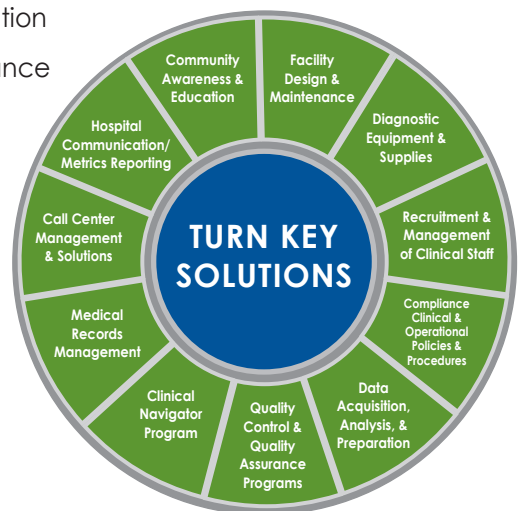 tion
ance
Community
Awareness &
Education
Facility
Design &
Maintenance
Diagnostic
Equipment &
Supplies
Recruitment &
Management
of Clinical Staff
Compliance
Clinical &
Operational
Policies &
Procedures
Data
Acquisition,
Analysis, &
Preparation
Quality
Control &
Quality
Assurance
Programs
Clinical
Navigator
Program
Medical
Records
Management
Call Center
Management
& Solutions
Hospital
Communication/
Metrics Reporting
TURN KEY
SOLUTIONS